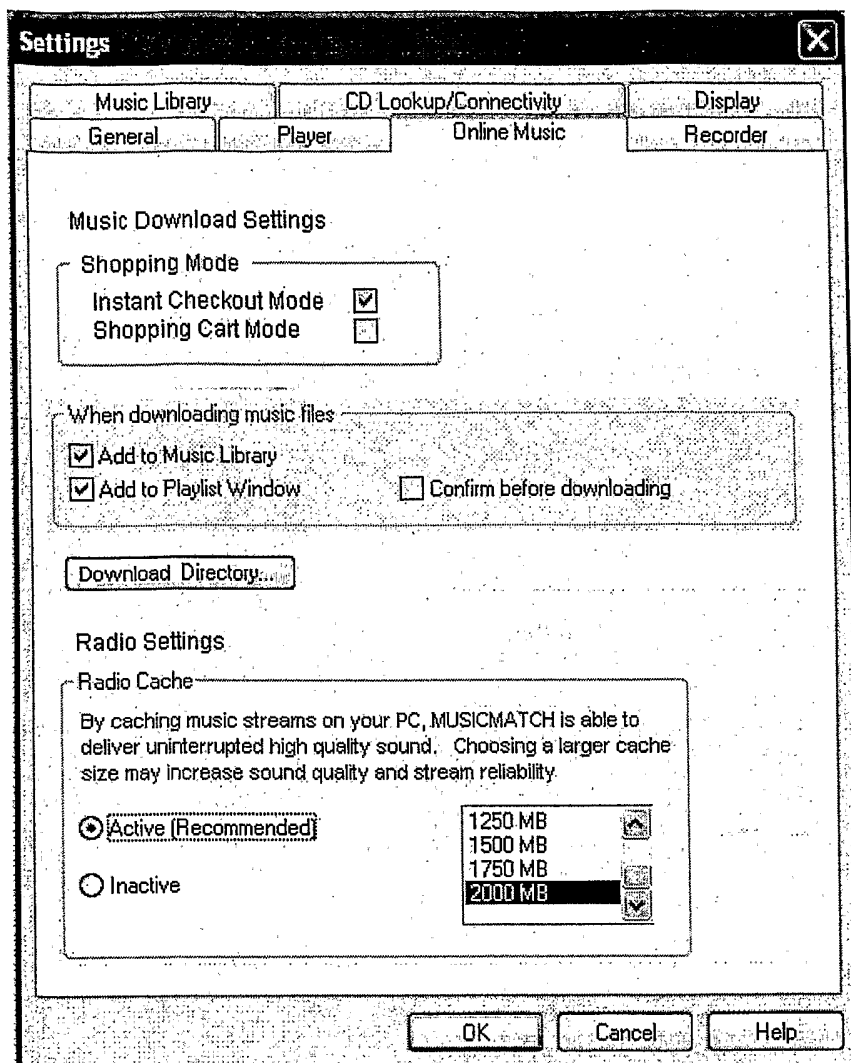 Settings
Music Library
CD Lookup/Connectivity
Display
General
Player
Online Music
Recorder
Music Download Settings
Shopping Mode
Instant Checkout Mode
Shopping Cart Mode
When downloading music files
Add to Music Library
Add to Playlist Window
Confirm before downloading
Download Directory...
Radio Settings
Radio Cache
By caching music streams on your PC, MUSICMATCH is able to
deliver uninterrupted high quality sound. Choosing a larger cache
size may increase sound quality and stream reliability
Active (Recommended)
Inactive
1250 MB
1500 MB
1750 MB
2000 MB
OK
Cancel
Help